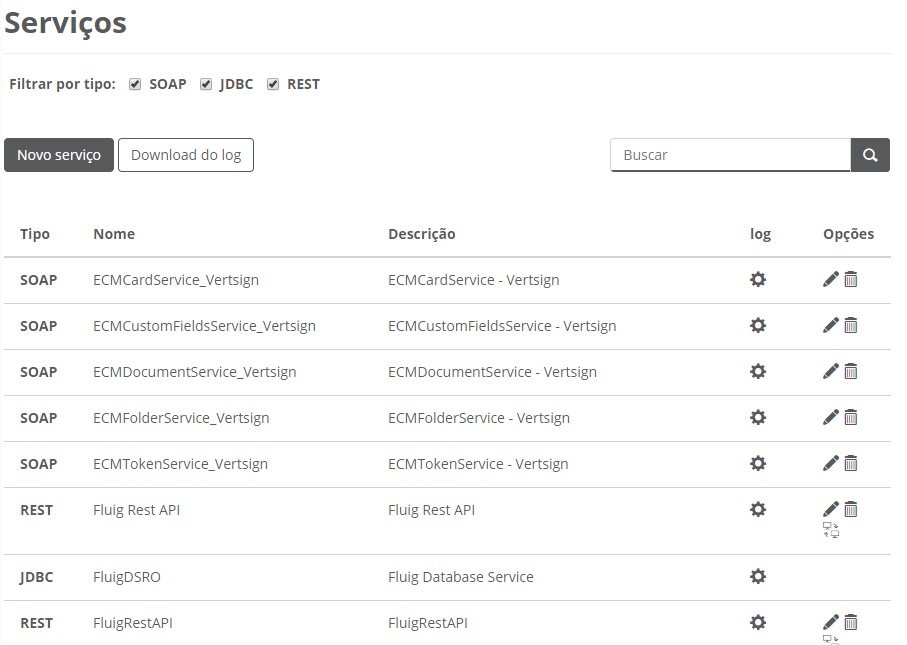 Serviços
Filtrar por tipo: SOAP JDBC REST
Novo serviço Download do log Buscar
Tipo Nome Descrição log Opções
SOAP ECMCardService_Vertsign ECMCardService - Vertsign
SOAP ECMCustomFieldsService_Vertsign ECMCustomFieldsService - Vertsign
SOAP ECMDocumentService_Vertsign ECMDocumentService - Vertsign
SOAP ECMFolderService_Vertsign ECMFolderService - Vertsign
SOAP ECMTokenService_Vertsign ECMTokenService - Vertsign
REST Fluig Rest API Fluig Rest API
JDBC FluigDSRO Fluig Database Service
REST FluigRestAPI FluigRestAPI